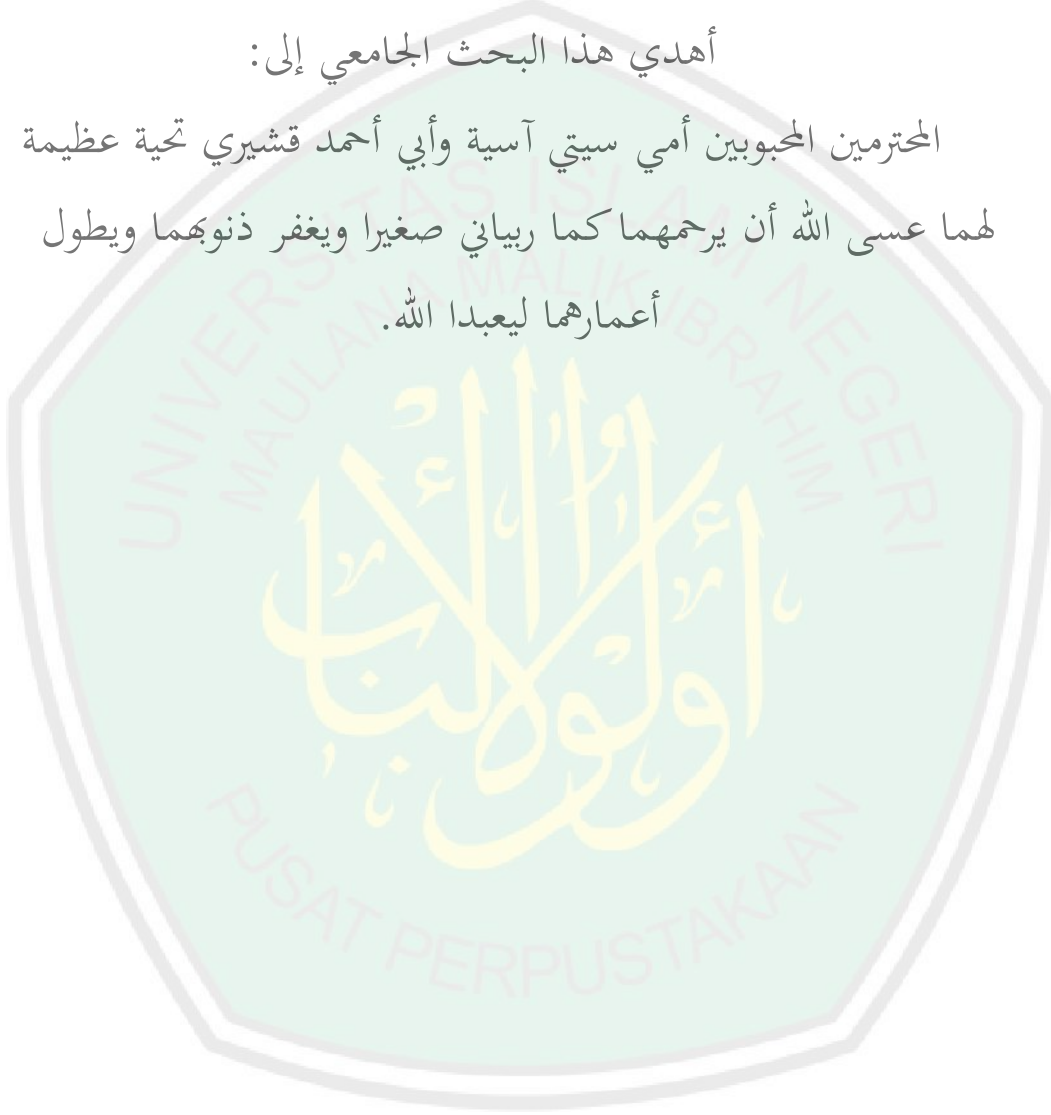 أهدي هذا البحث الجامعي إلى:
المحترمين المحبوبين أمي سيتي آسية وأبي أحمد قشيري تحية عظيمة
لهما عسى الله أن يرحمهما كما ربياني صغيرا ويغفر ذنوبهما ويطول
أعمارهما ليعبدا الله.
UNIVERSITAS ISLAM NEGERI
MAULANA MALIK IBRAHIM
أولوا الألباب
PUSAT PERPUSTAKAAN